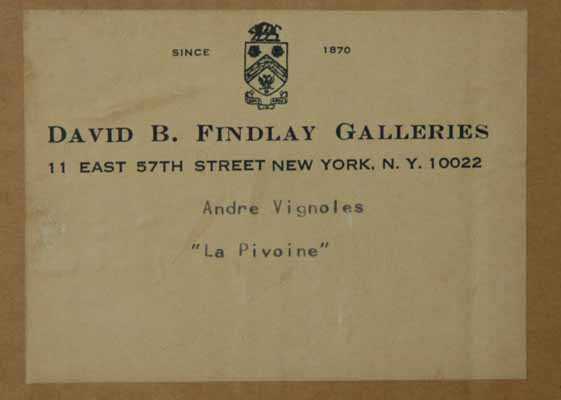 SINCE 1870
DAVID B. FINDLAY GALLERIES
11 EAST 57TH STREET NEW YORK, N. Y. 10022
Andre Vignoles
"La Pivoine"